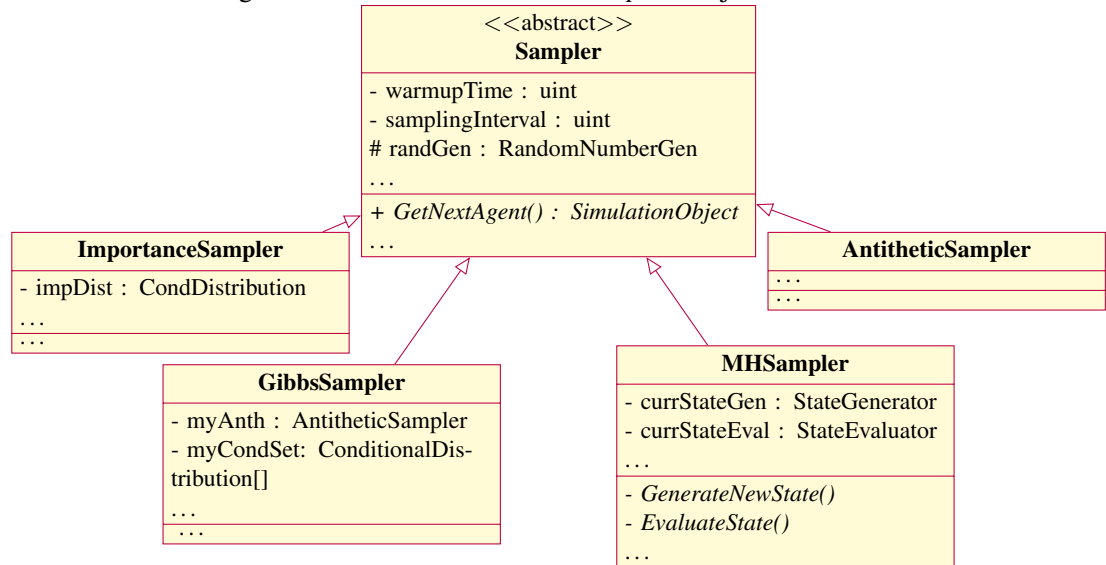 <<abstract>>
Sampler
- warmupTime : uint
- samplingInterval : uint
# randGen : RandomNumberGen
...
+ GetNextAgent() : SimulationObject
...
ImportanceSampler
- impDist : CondDistribution
...
...
AntitheticSampler
...
...
GibbsSampler
- myAnth : AntitheticSampler
- myCondSet: ConditionalDis-
tribution[]
...
...
MHSampler
- currStateGen : StateGenerator
- currStateEval : StateEvaluator
...
- GenerateNewState()
- EvaluateState()
...